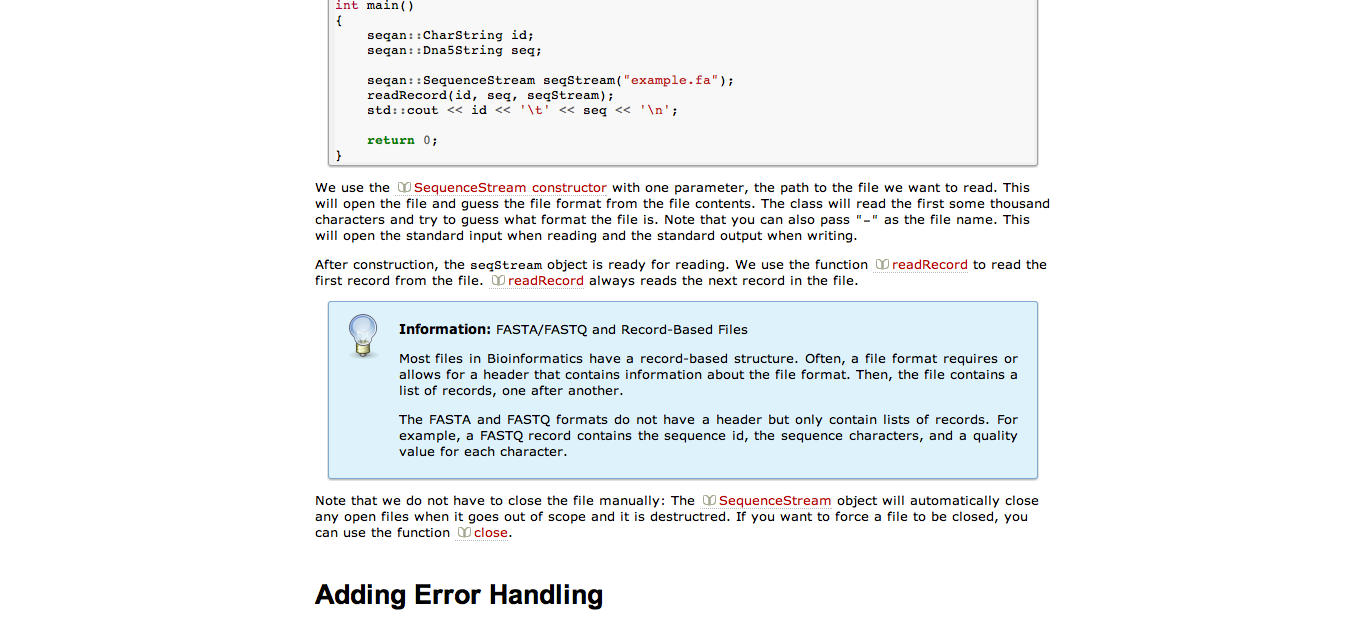 int main()
{
    seqan::CharString id;
    seqan::Dna5String seq;

    seqan::SequenceStream seqStream("example.fa");
    readRecord(id, seq, seqStream);
    std::cout << id << '\t' << seq << '\n';

    return 0;
}
We use the SequenceStream constructor with one parameter, the path to the file we want to read. This
will open the file and guess the file format from the file contents. The class will read the first some thousand
characters and try to guess what format the file is. Note that you can also pass "-" as the file name. This
will open the standard input when reading and the standard output when writing.
After construction, the seqStream object is ready for reading. We use the function readRecord to read the
first record from the file. readRecord always reads the next record in the file.
Information: FASTA/FASTQ and Record-Based Files
Most files in Bioinformatics have a record-based structure. Often, a file format requires or
allows for a header that contains information about the file format. Then, the file contains a
list of records, one after another.
The FASTA and FASTQ formats do not have a header but only contain lists of records. For
example, a FASTQ record contains the sequence id, the sequence characters, and a quality
value for each character.
Note that we do not have to close the file manually: The SequenceStream object will automatically close
any open files when it goes out of scope and it is destructred. If you want to force a file to be closed, you
can use the function close.
Adding Error Handling